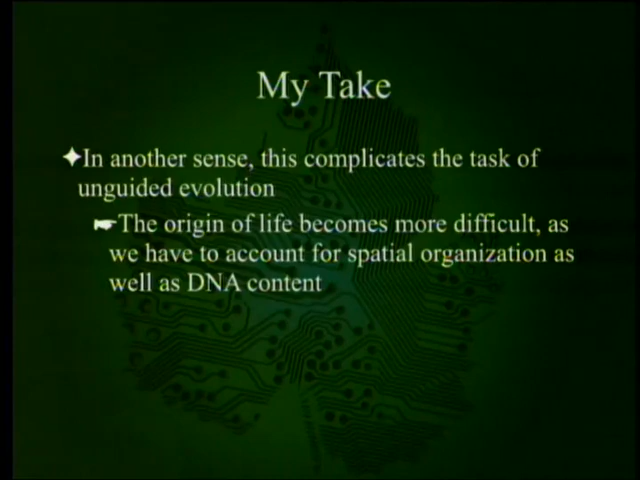 My Take
✦In another sense, this complicates the task of
unguided evolution
☛The origin of life becomes more difficult, as
we have to account for spatial organization as
well as DNA content